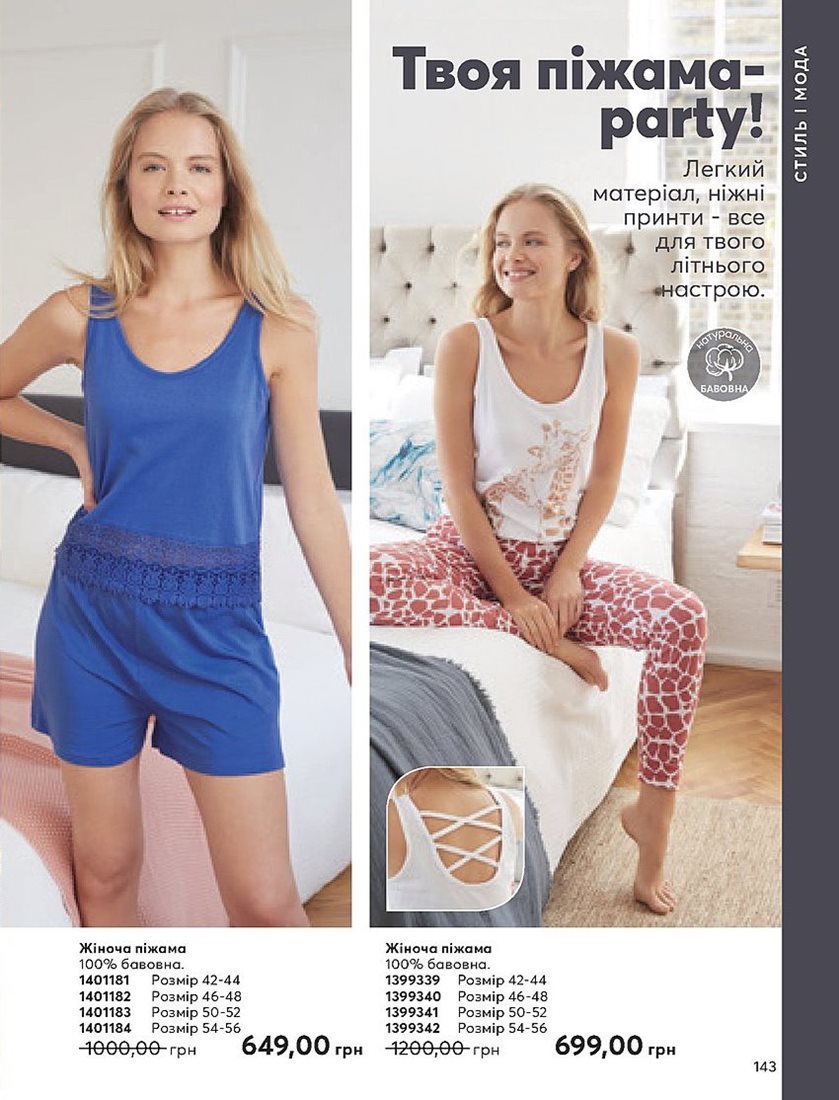 Твоя піжама-
party!
Легкий
матеріал, ніжні
принти - все
для твого
літнього
настрою.
натуральна
БАВОВНА
СТИЛЬ І МОДА
Жіноча піжама
100% бавовна.
1401181 Розмір 42-44
1401182 Розмір 46-48
1401183 Розмір 50-52
1401184 Розмір 54-56
1000,00 грн 649,00 грн
Жіноча піжама
100% бавовна.
1399339 Розмір 42-44
1399340 Розмір 46-48
1399341 Розмір 50-52
1399342 Розмір 54-56
1200,00 грн 699,00 грн
143